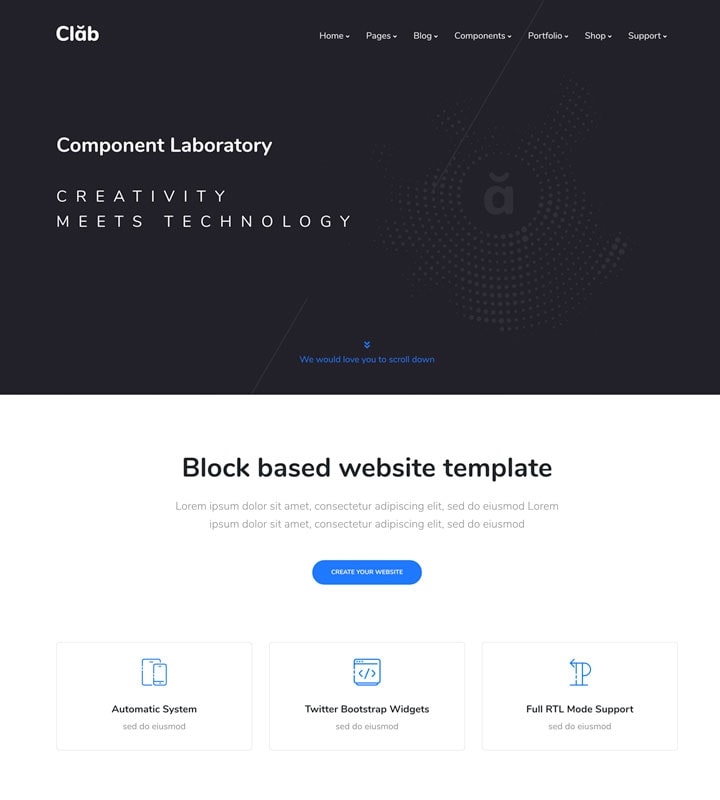 Clăb
Home Pages Blog Components Portfolio Shop Support
Component Laboratory
CREATIVITY
MEETS TECHNOLOGY
ă
We would love you to scroll down
Block based website template
Lorem ipsum dolor sit amet, consectetur adipiscing elit, sed do eiusmod Lorem
ipsum dolor sit amet, consectetur adipiscing elit, sed do eiusmod
CREATE YOUR WEBSITE
Automatic System
sed do eiusmod
Twitter Bootstrap Widgets
sed do eiusmod
Full RTL Mode Support
sed do eiusmod